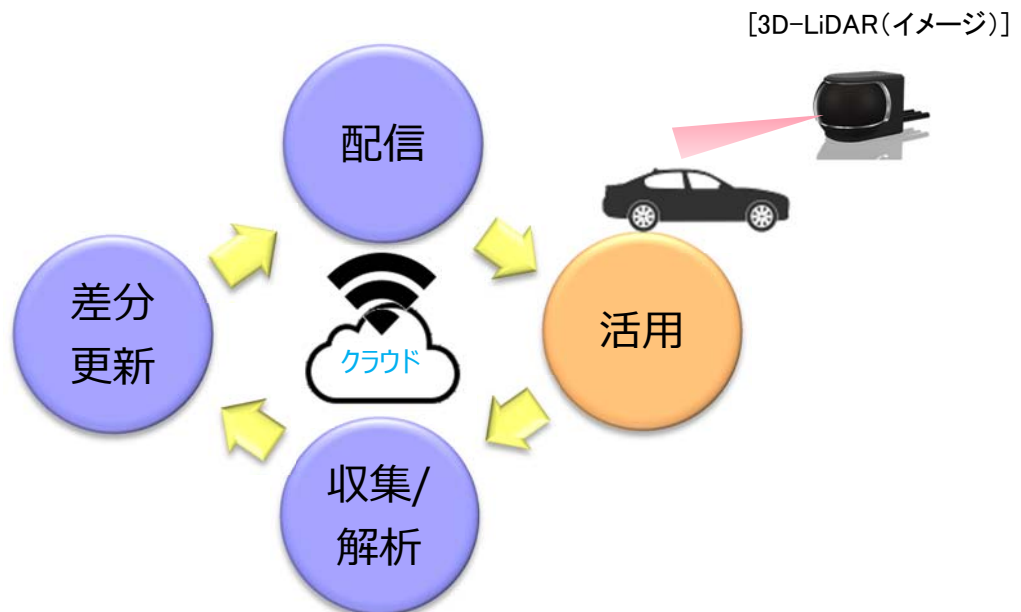 [3D-LiDAR(イメージ)]
配信
差分
更新
クラウド
活用
収集/
解析